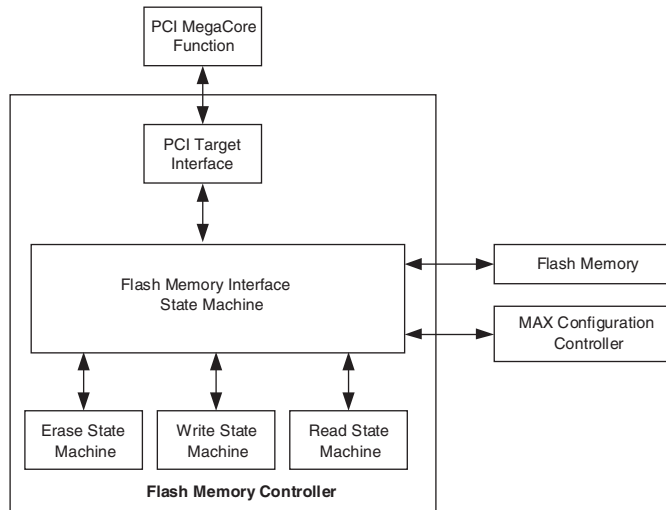 PCI MegaCore
Function
PCI Target
Interface
Flash Memory Interface
State Machine
Flash Memory
MAX Configuration
Controller
Erase State
Machine
Write State
Machine
Read State
Machine
Flash Memory Controller